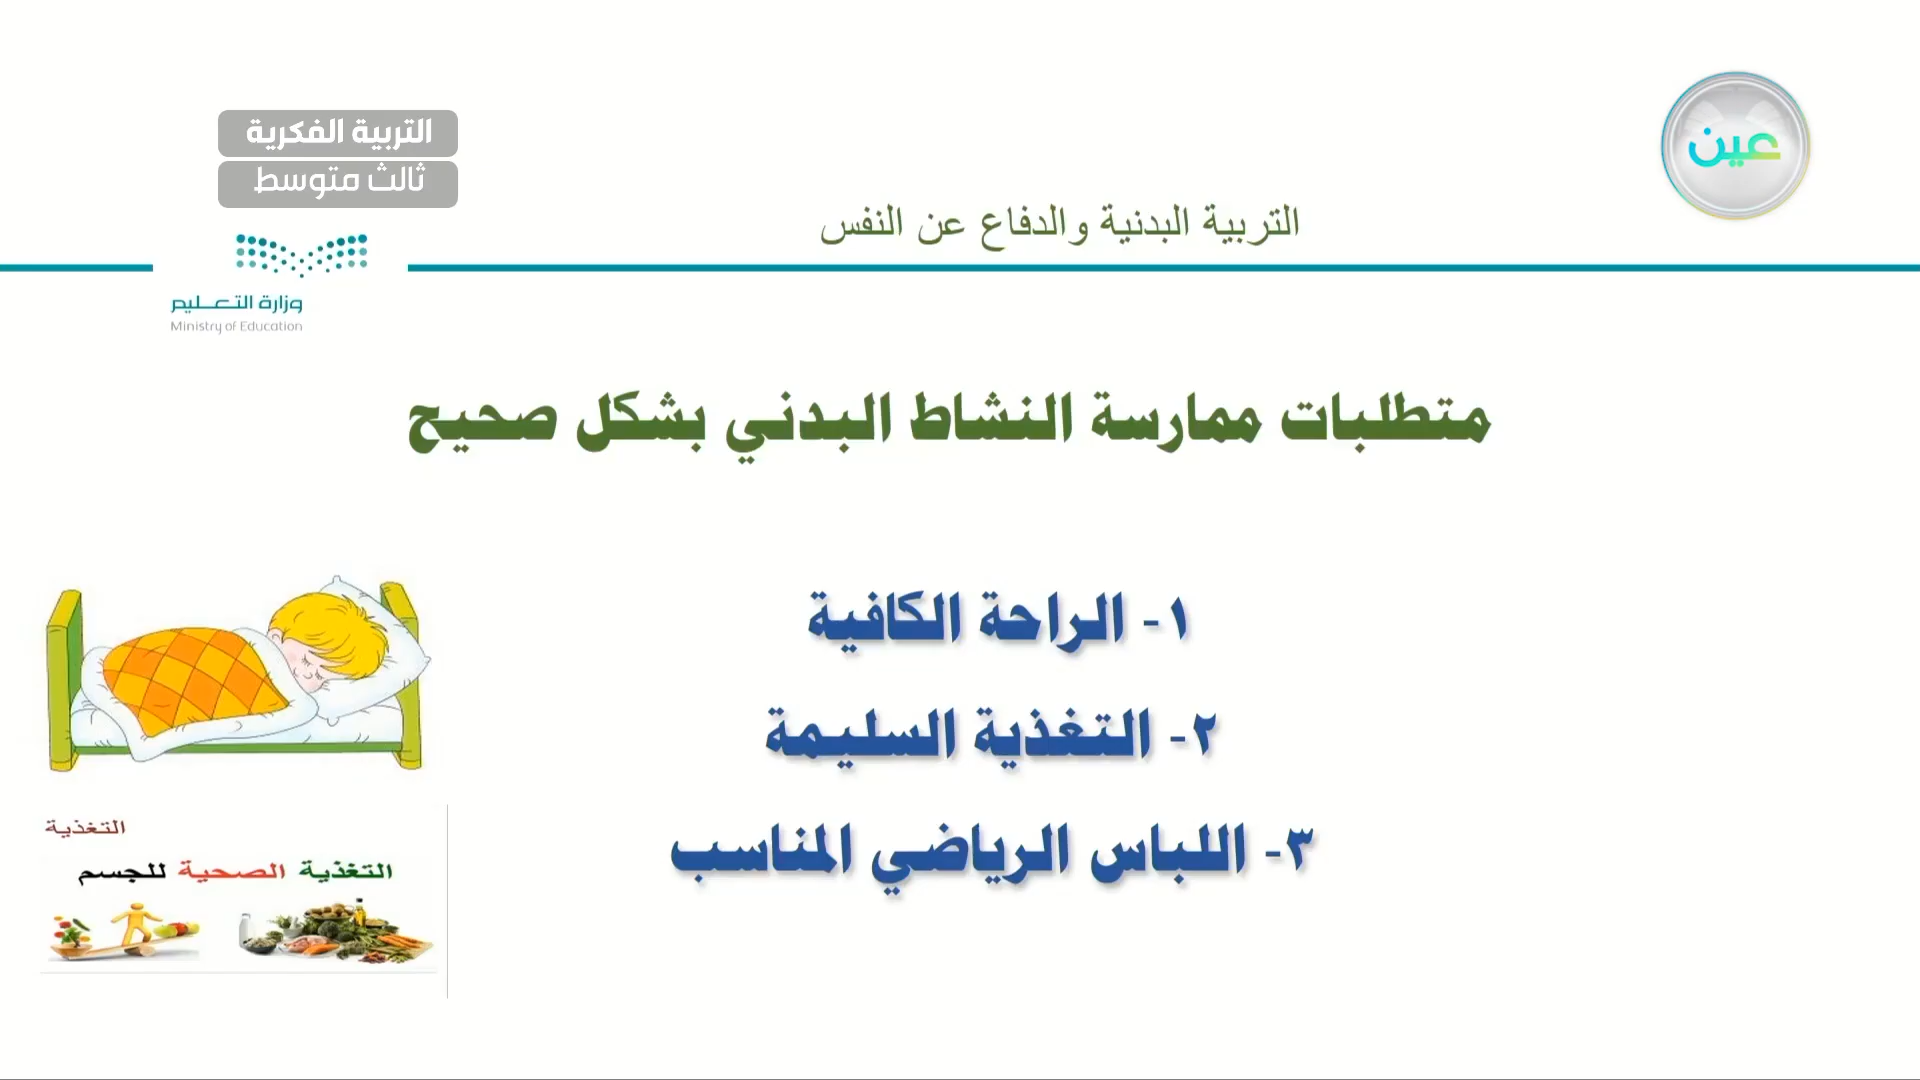 التربية الفكرية
ثالث متوسط
عين
التربية البدنية والدفاع عن النفس
وزارة التعليم
Ministry of Education
متطلبات ممارسة النشاط البدني بشكل صحيح
١- الراحة الكافية
٢- التغذية السليمة
٣- اللباس الرياضي المناسب
التغذية
التغذية الصحية للجسم